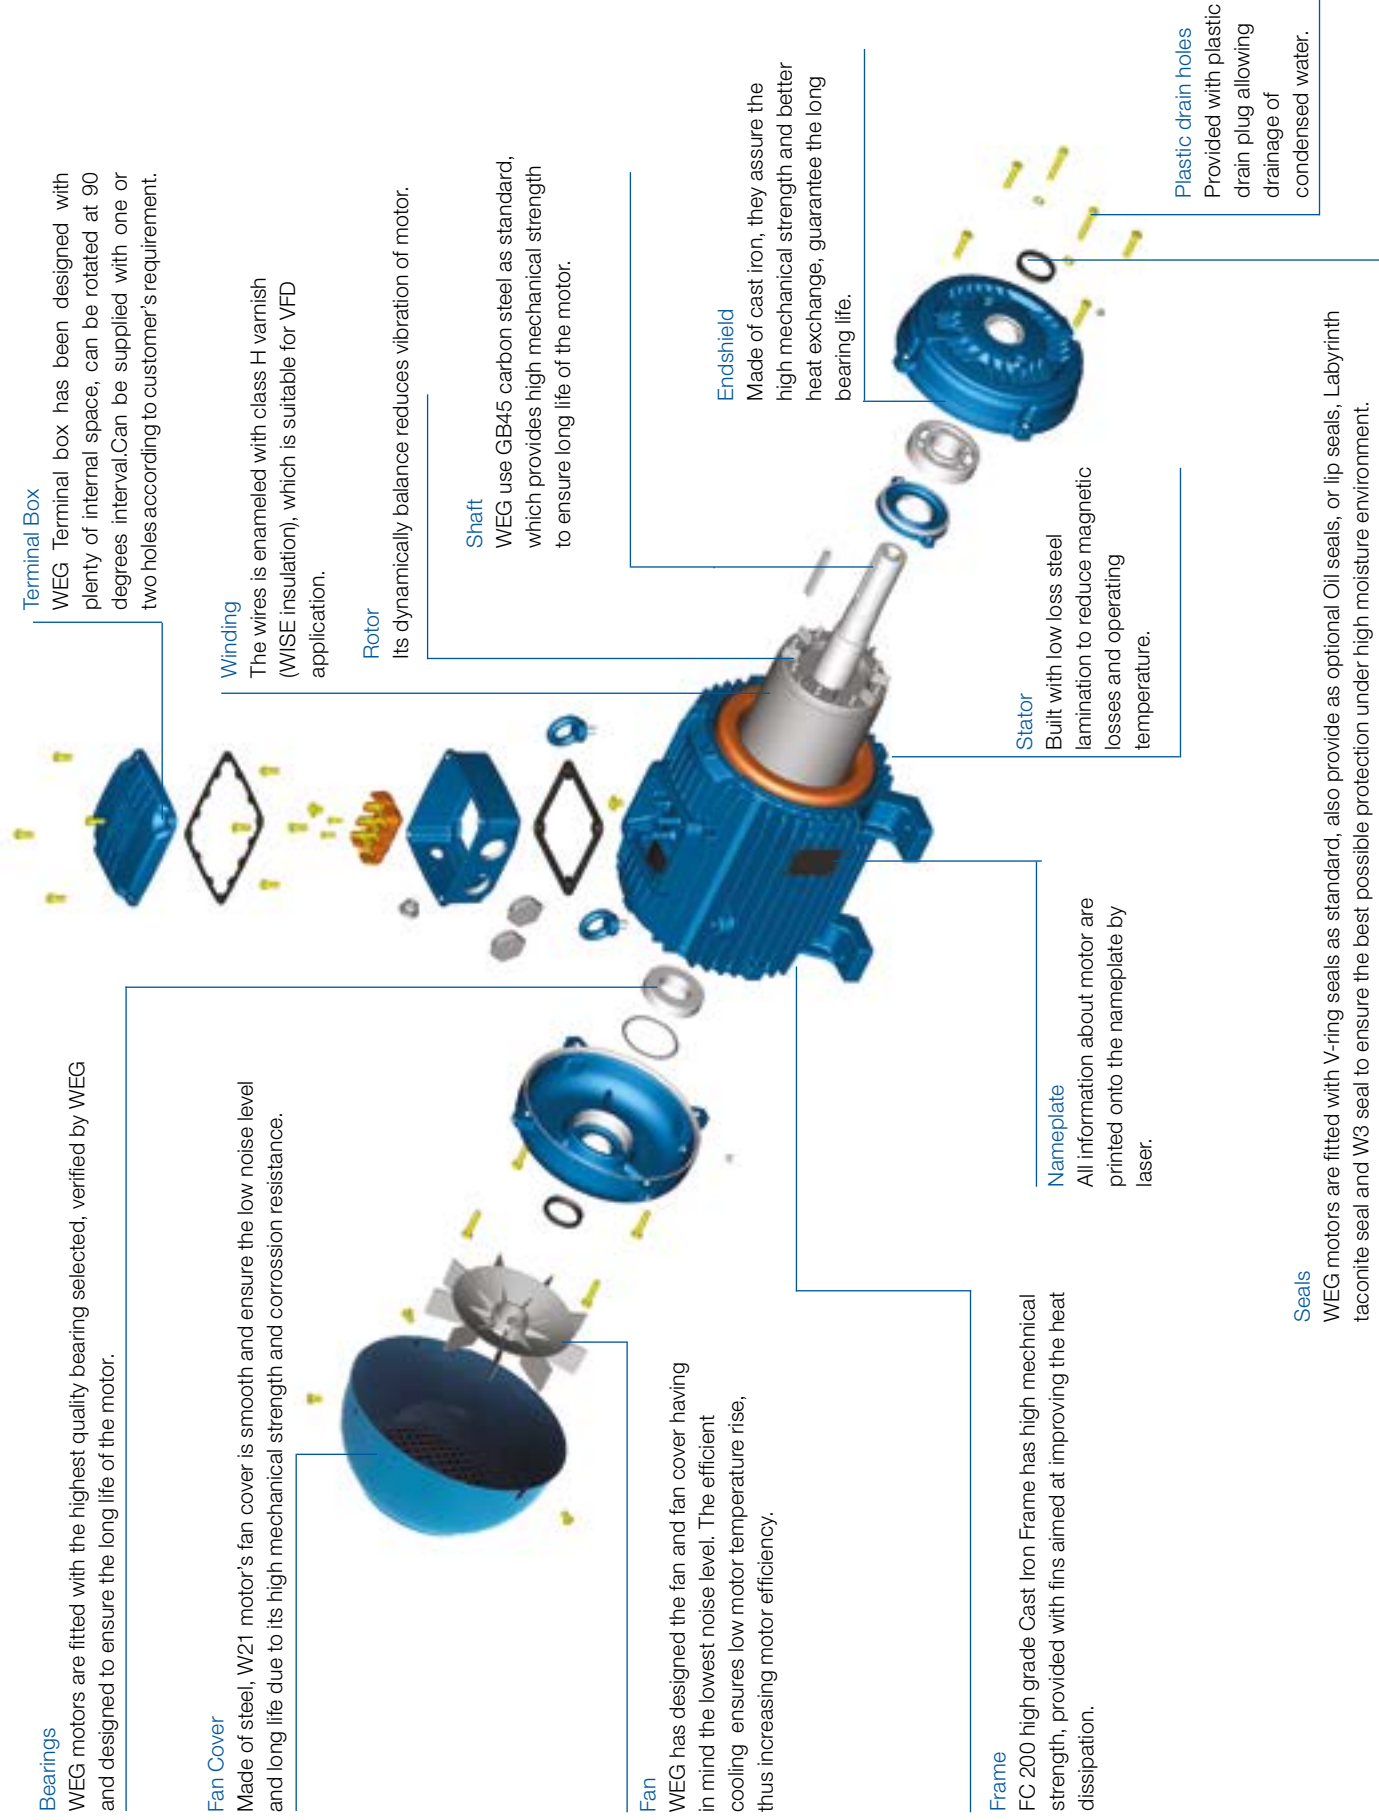 Bearings
WEG motors are fitted with the highest quality bearing selected, verified by WEG
and designed to ensure the long life of the motor.
Terminal Box
WEG Terminal box has been designed with
plenty of internal space, can be rotated at 90
degrees interval.Can be supplied with one or
two holes according to customer's requirement.
Fan Cover
Made of steel, W21 motor's fan cover is smooth and ensure the low noise level
and long life due to its high mechanical strength and corrossion resistance.
Winding
The wires is enameled with class H varnish
(WISE insulation), which is suitable for VFD
application.
Rotor
Its dynamically balance reduces vibration of motor.
Shaft
WEG use GB45 carbon steel as standard,
which provides high mechanical strength
to ensure long life of the motor.
Fan
WEG has designed the fan and fan cover having
in mind the lowest noise level. The efficient
cooling ensures low motor temperature rise,
thus increasing motor efficiency.
Endshield
Made of cast iron, they assure the
high mechanical strength and better
heat exchange, guarantee the long
bearing life.
Frame
FC 200 high grade Cast Iron Frame has high mechnical
strength, provided with fins aimed at improving the heat
dissipation.
Nameplate
All information about motor are
printed onto the nameplate by
laser.
Stator
Built with low loss steel
lamination to reduce magnetic
losses and operating
temperature.
Plastic drain holes
Provided with plastic
drain plug allowing
drainage of
condensed water.
Seals
WEG motors are fitted with V-ring seals as standard, also provide as optional Oil seals, or lip seals, Labyrinth
taconite seal and W3 seal to ensure the best possible protection under high moisture environment.